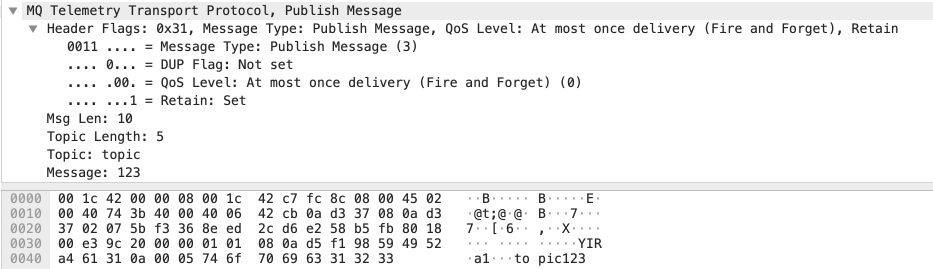 MQ Telemetry Transport Protocol, Publish Message
Header Flags: 0x31, Message Type: Publish Message, QoS Level: At most once delivery (Fire and Forget), Retain
0011 .... = Message Type: Publish Message (3)
.... 0... = DUP Flag: Not set
.... .00. = QoS Level: At most once delivery (Fire and Forget) (0)
.... ...1 = Retain: Set
Msg Len: 10
Topic Length: 5
Topic: topic
Message: 123
0000 00 1c 42 00 00 08 00 1c 42 c7 fc 8c 08 00 45 02 ··B····· B·····E·
0010 00 40 74 3b 40 00 40 06 42 cb 0a d3 37 08 0a d3 ·@t;@·@· B···7···
0020 37 02 07 5b f3 36 8e ed 2c d6 e2 58 b5 fb 80 18 7··[·6·· ,··X····
0030 00 e3 9c 20 00 00 01 01 08 0a d5 f1 98 59 49 52 ··· ···· ·····YIR
0040 a4 61 31 0a 00 05 74 6f 70 69 63 31 32 33 ·a1···to pic123